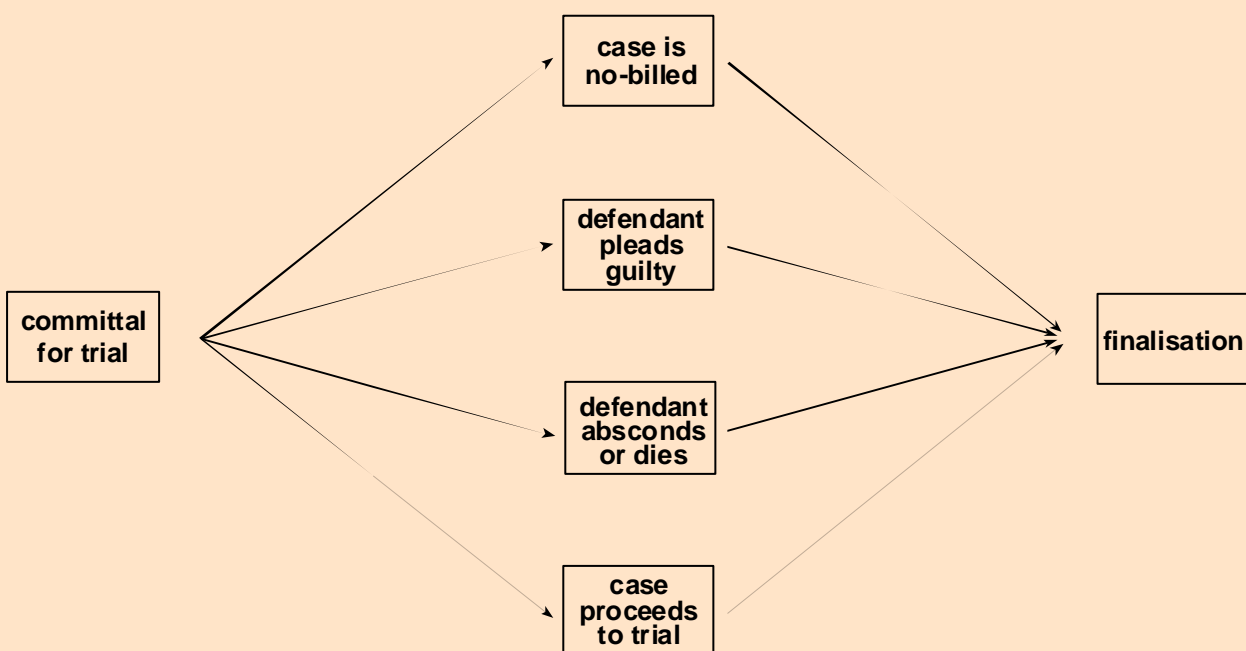 case is
no-billed
defendant
pleads
guilty
committal
for trial
finalisation
defendant
absconds
or dies
case
proceeds
to trial